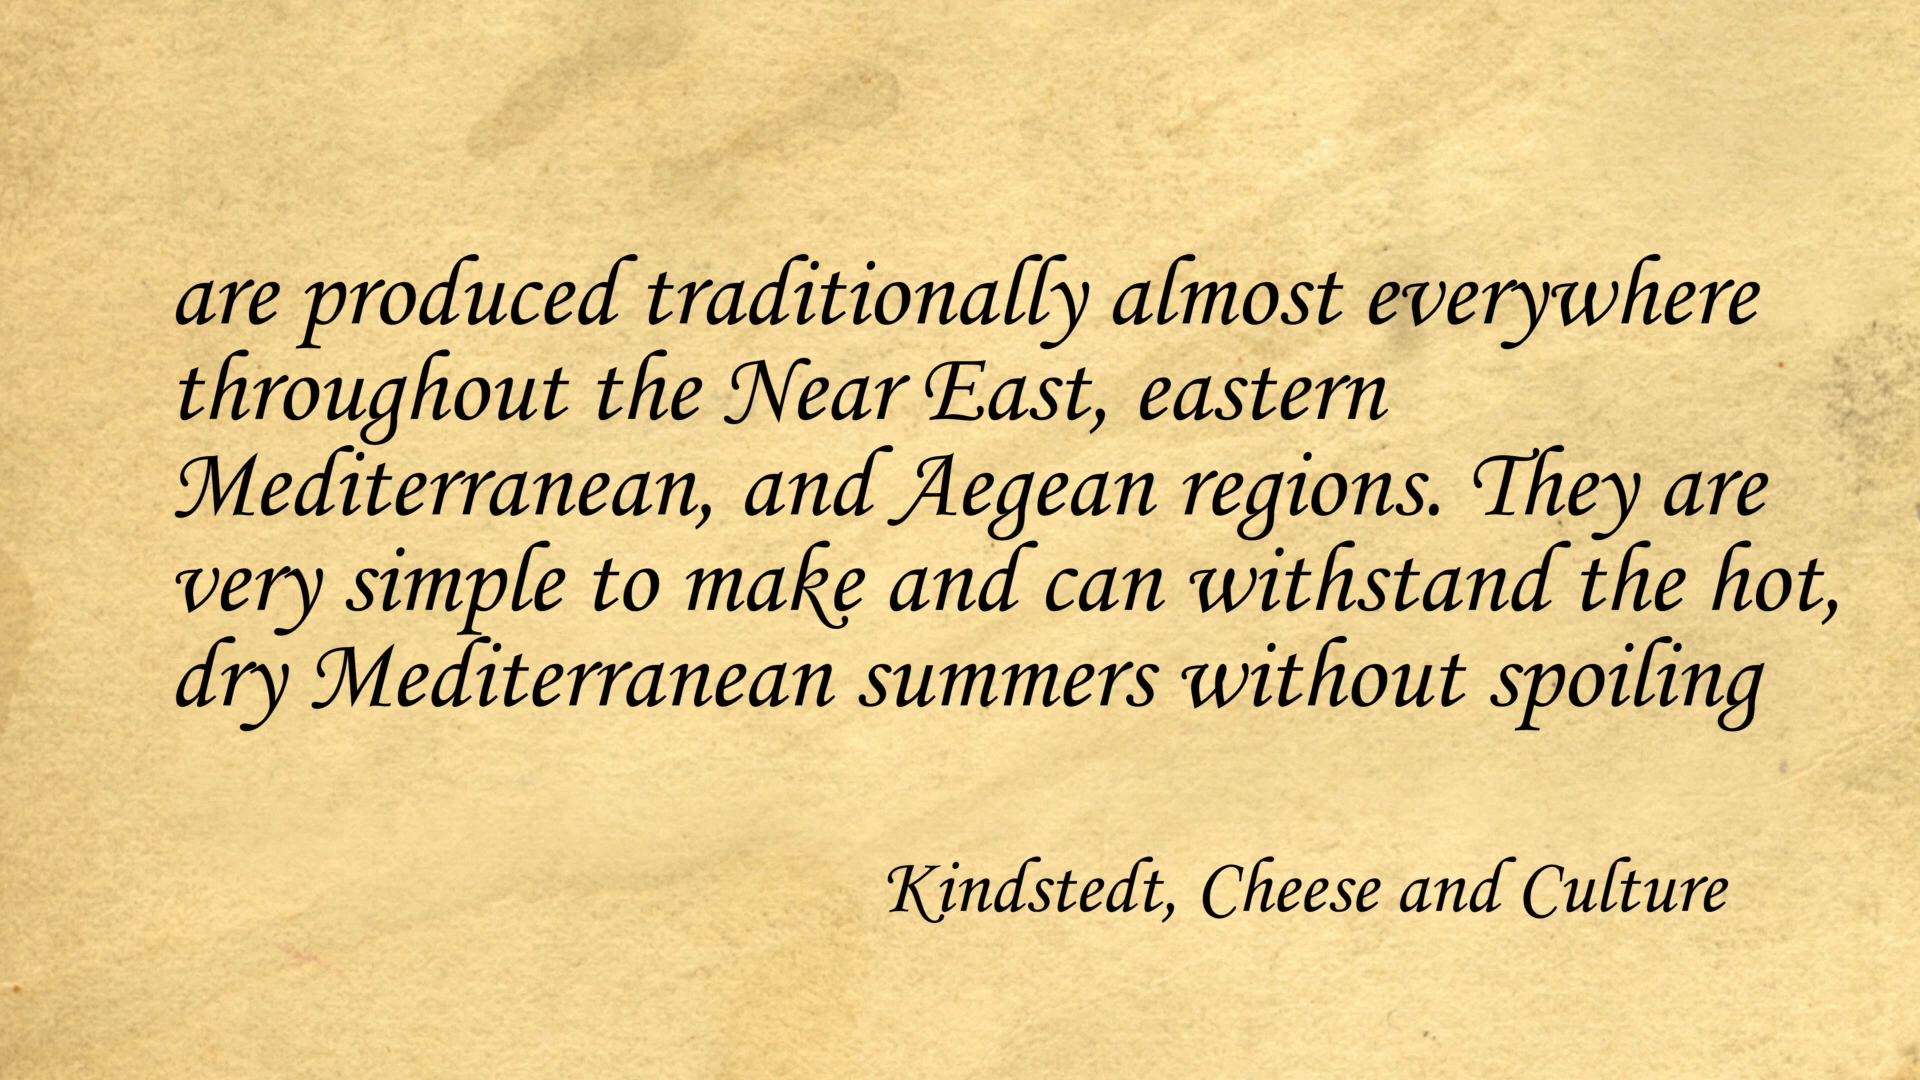 are produced traditionally almost everywhere
throughout the Near East, eastern
Mediterranean, and Aegean regions. They are
very simple to make and can withstand the hot,
dry Mediterranean summers without spoiling
Kindstedt, Cheese and Culture